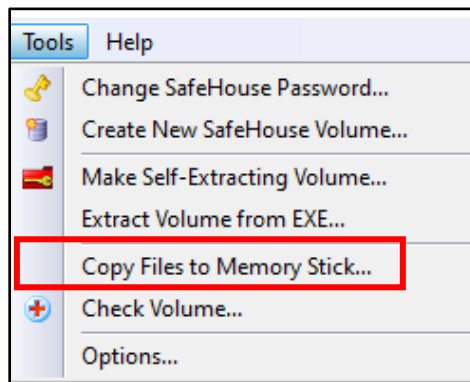 Tools Help
Change SafeHouse Password...
Create New SafeHouse Volume...
Make Self-Extracting Volume...
Extract Volume from EXE...
Copy Files to Memory Stick...
Check Volume...
Options...